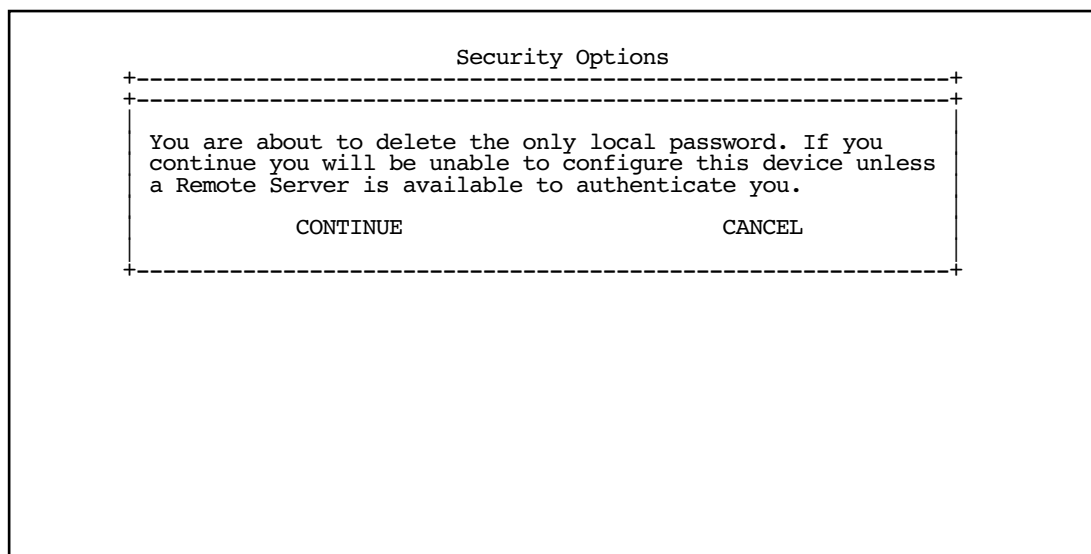 Security Options
+-------------------------------------------------------------+
+-------------------------------------------------------------+
You are about to delete the only local password. If you
continue you will be unable to configure this device unless
a Remote Server is available to authenticate you.
CONTINUE CANCEL
+-------------------------------------------------------------+